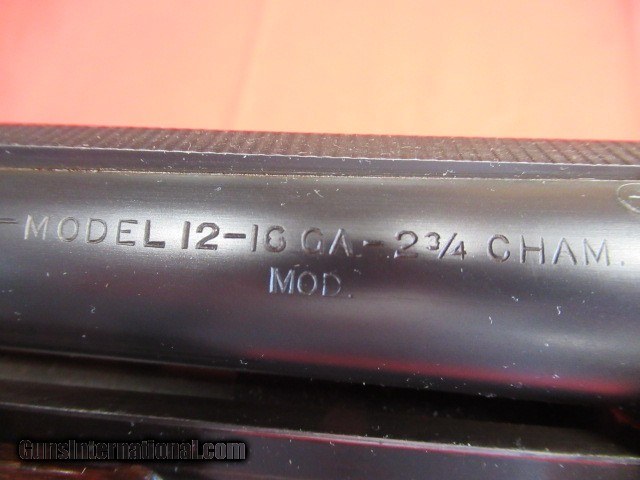 —MODEL 12—16 GA.—2¾ CHAM.
MOD.
GunsInternational.com